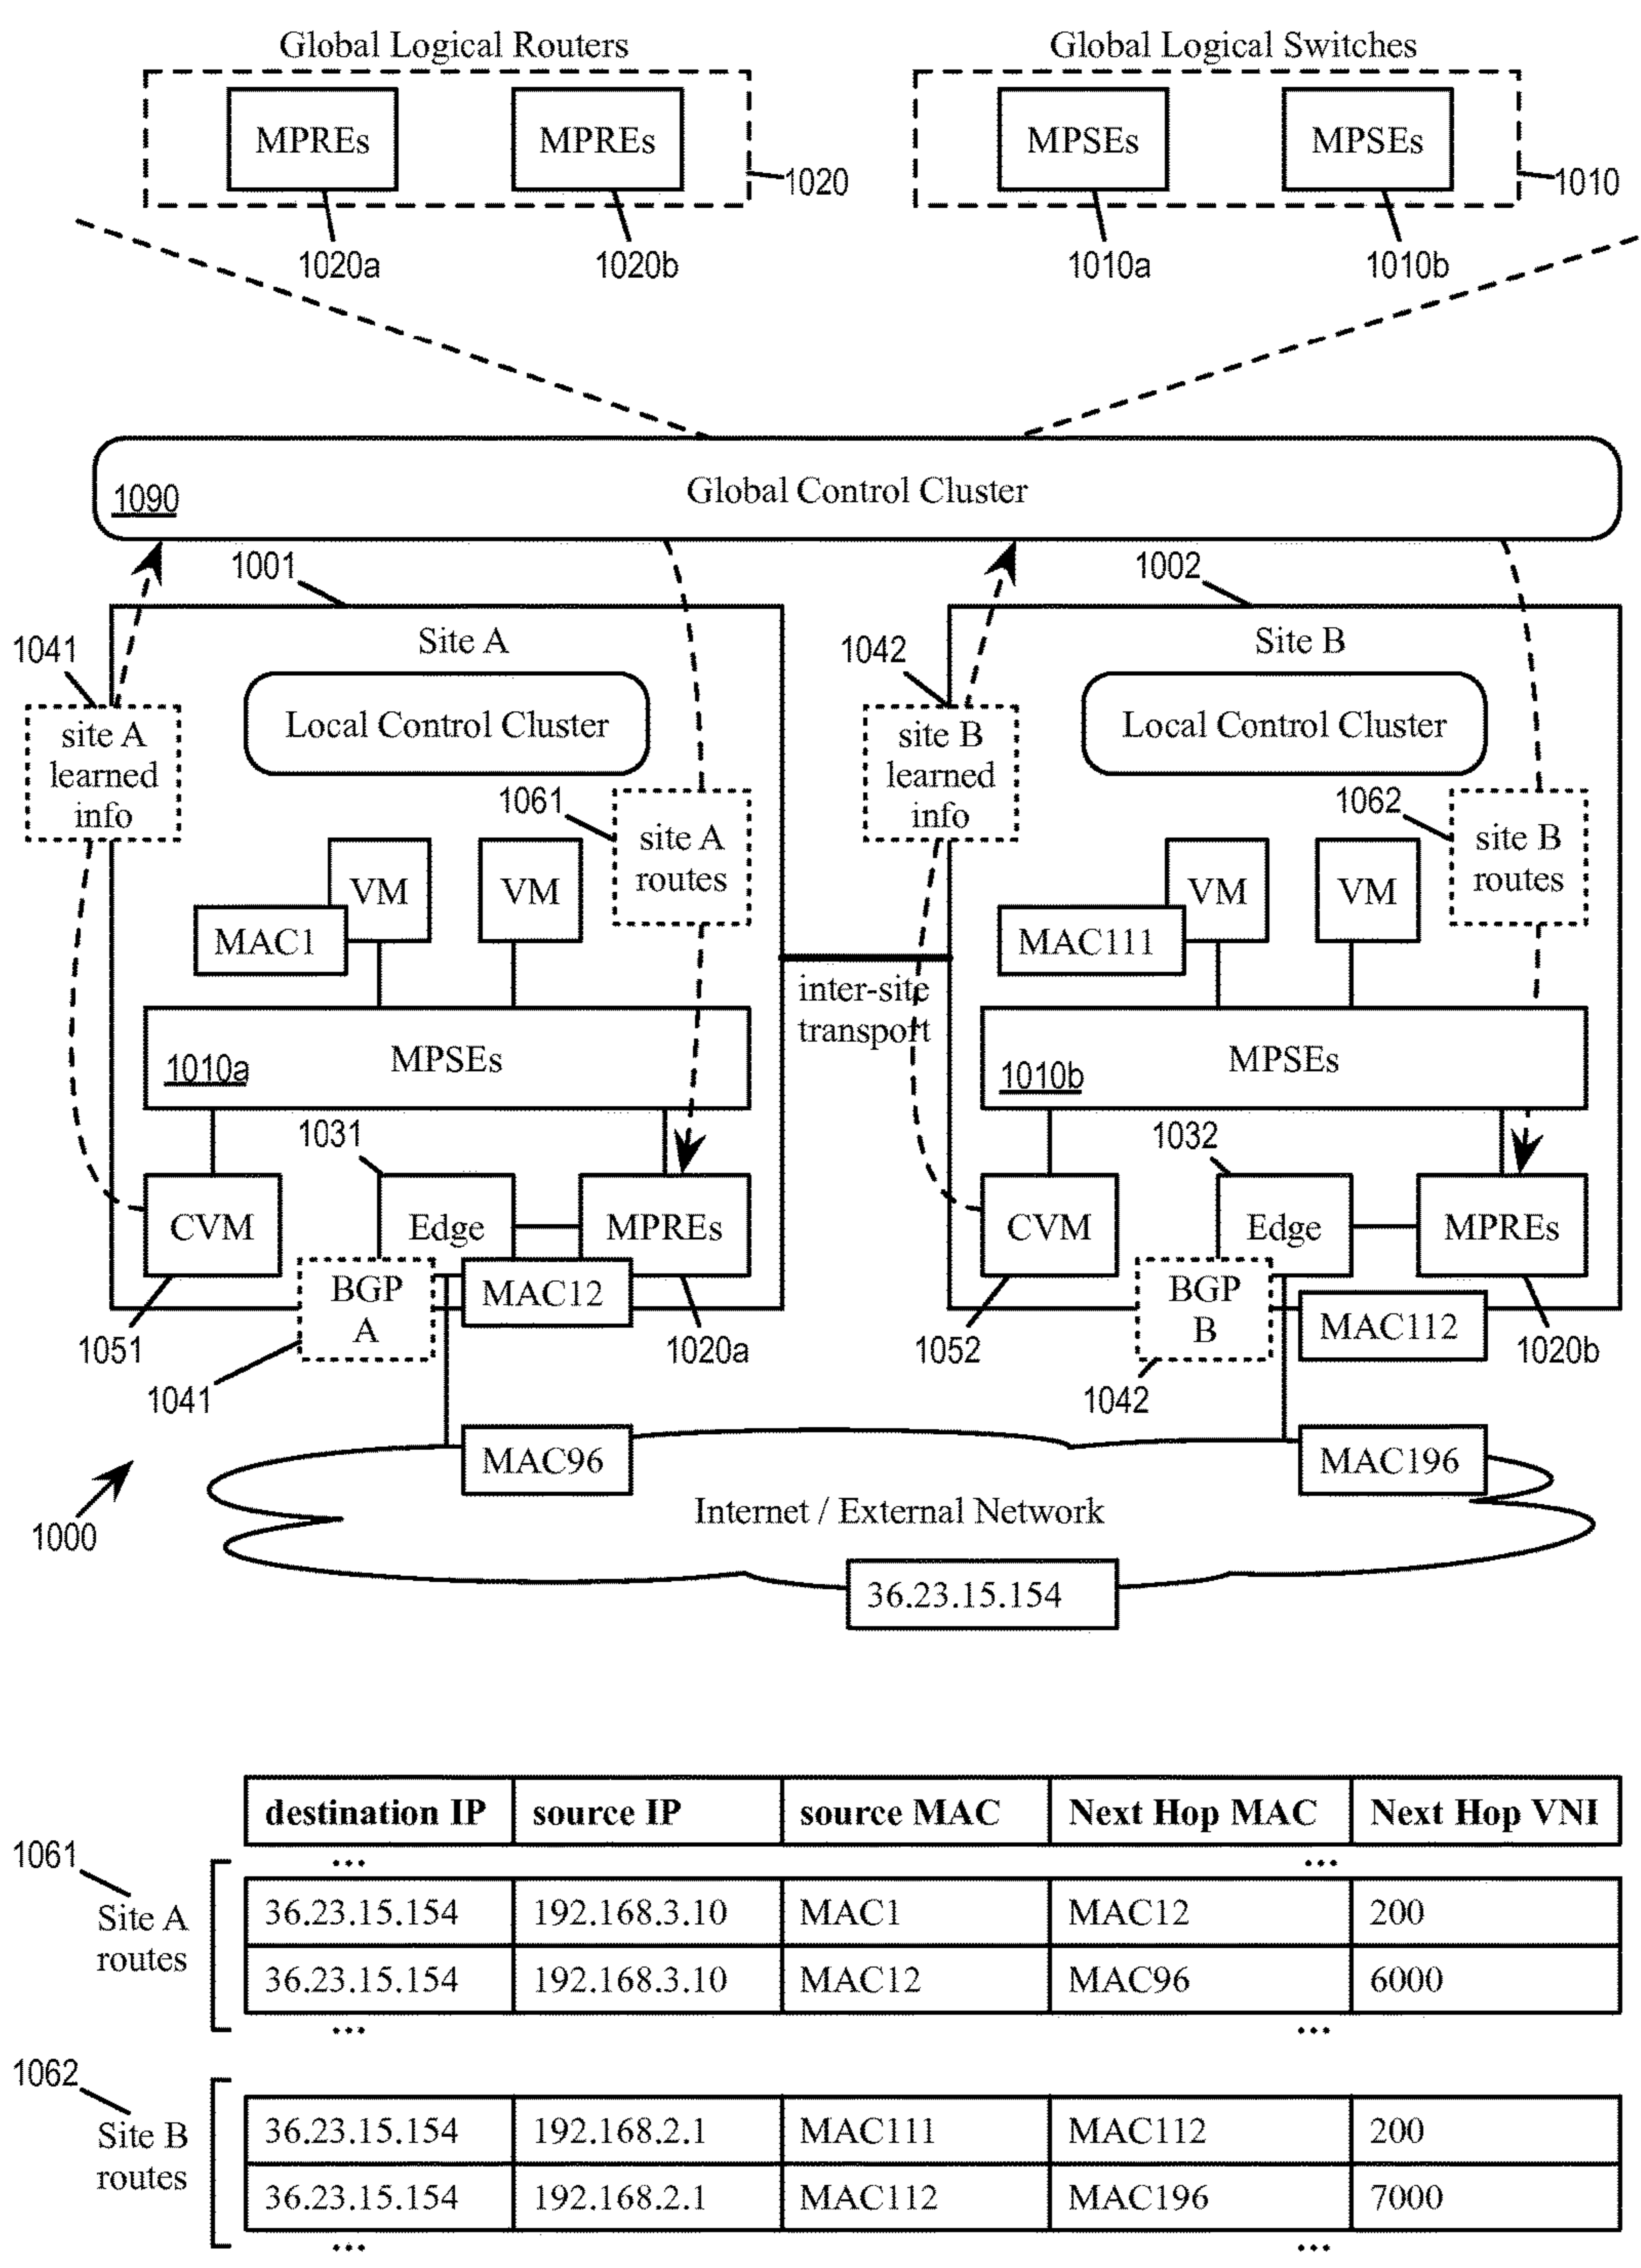 Global Logical Routers
Global Logical Switches
MPREs
MPREs
MPSEs
MPSEs
1020
1010
1020a
1020b
1010a
1010b
1090
Global Control Cluster
1001
1002
Site A
Site B
1041
1042
Local Control Cluster
Local Control Cluster
site A
learned
info
site B
learned
info
1061
1062
site A
routes
site B
routes
VM
VM
VM
VM
MAC1
MAC111
inter-site
transport
1010a
MPSEs
1010b
MPSEs
1031
1032
CVM
Edge
MPREs
CVM
Edge
MPREs
BGP
A
MAC12
BGP
B
MAC112
1051
1020a
1052
1020b
1041
1042
MAC96
MAC196
Internet / External Network
1000
36.23.15.154
destination IP source IP source MAC Next Hop MAC Next Hop VNI
1061
... ...
Site A
routes
36.23.15.154 192.168.3.10 MAC1 MAC12 200
36.23.15.154 192.168.3.10 MAC12 MAC96 6000
... ...
1062
Site B
routes
36.23.15.154 192.168.2.1 MAC111 MAC112 200
36.23.15.154 192.168.2.1 MAC112 MAC196 7000
... ...